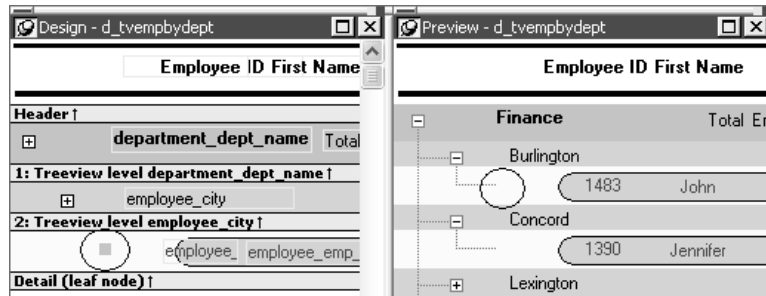 Design - d_tvempbydept
Employee ID First Name
Header ↑
department_dept_name Total
1: Treeview level department_dept_name ↑
employee_city
2: Treeview level employee_city ↑
employee_ employee_emp_
Detail (leaf node) ↑
Preview - d_tvempbydept
Employee ID First Name
Finance Total Em
Burlington
1483 John
Concord
1390 Jennifer
Lexington